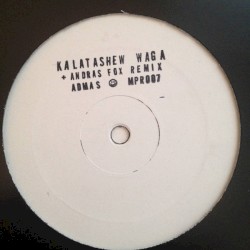 KALATASHEW WAGA
+ ANDRAS FOX REMIX
ADMAS MPR007